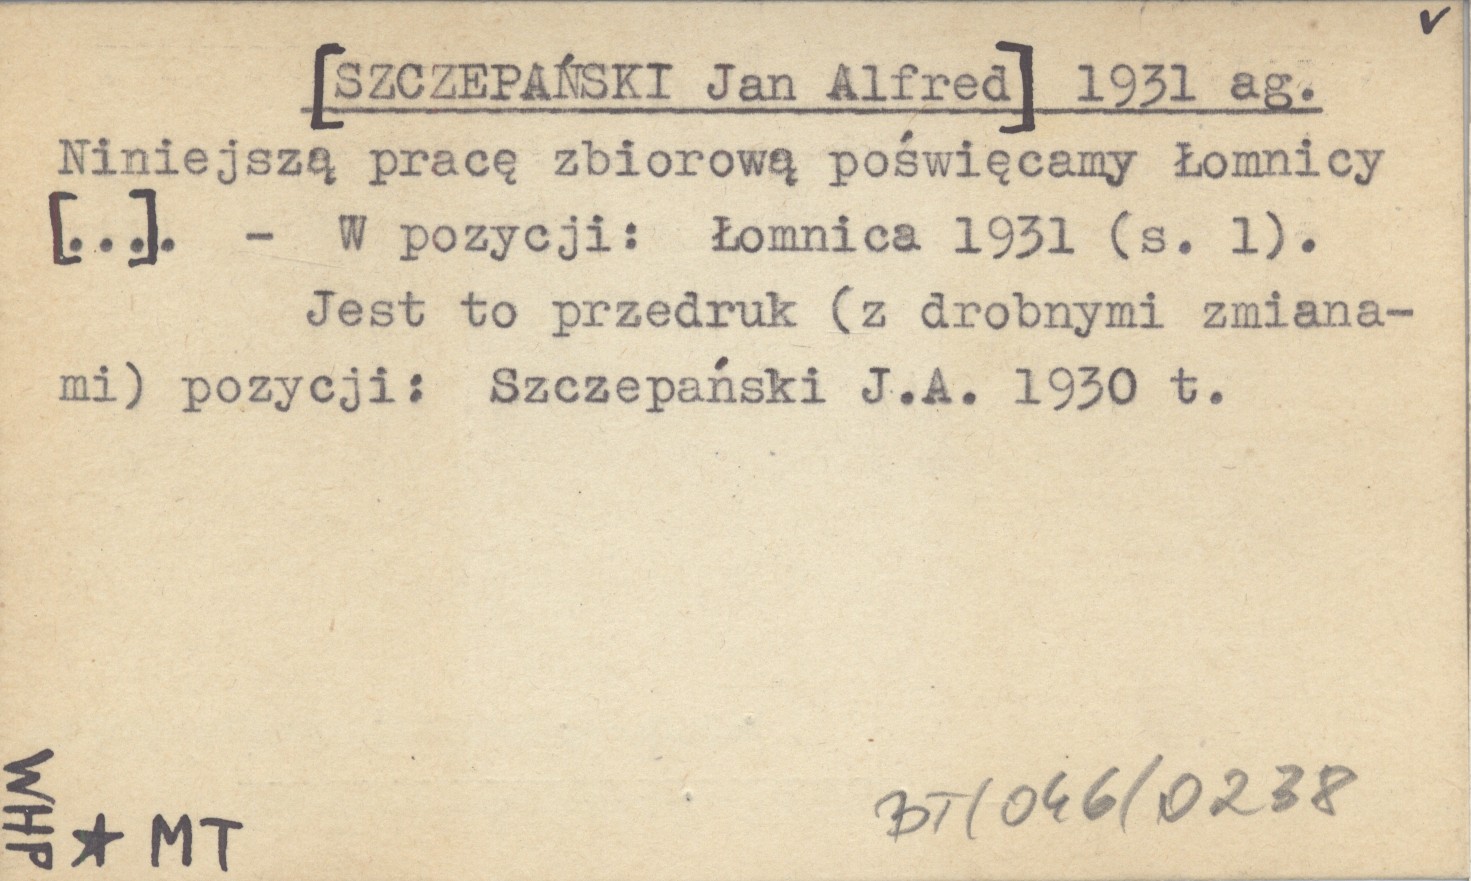 v
[SZCZEPAŃSKI Jan Alfred] 1931 ag.
Niniejszą pracę zbiorową poświęcamy Łomnicy
[...]. - W pozycji: Łomnica 1931 (s. 1).
Jest to przedruk (z drobnymi zmiana-
mi) pozycji: Szczepański J.A. 1930 t.
BT/046/0238
WHP
★ MT